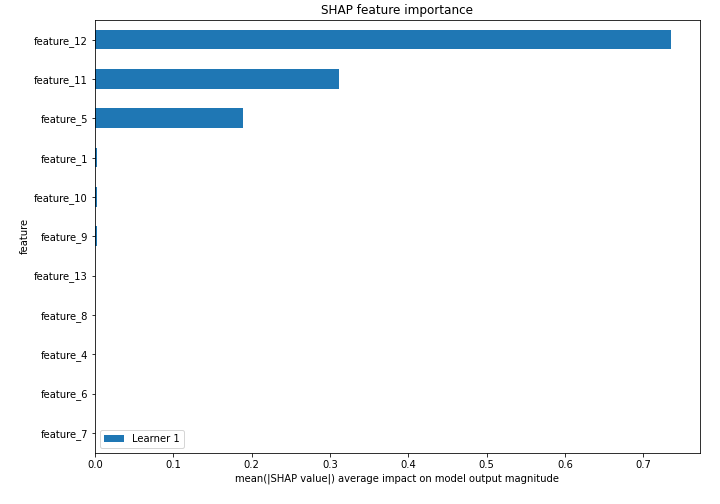 SHAP feature importance
feature_12
feature_11
feature_5
feature_1
feature_10
feature_9
feature_13
feature_8
feature_4
feature_6
feature_7
feature
Learner 1
0.0 0.1 0.2 0.3 0.4 0.5 0.6 0.7
mean(|SHAP value|) average impact on model output magnitude